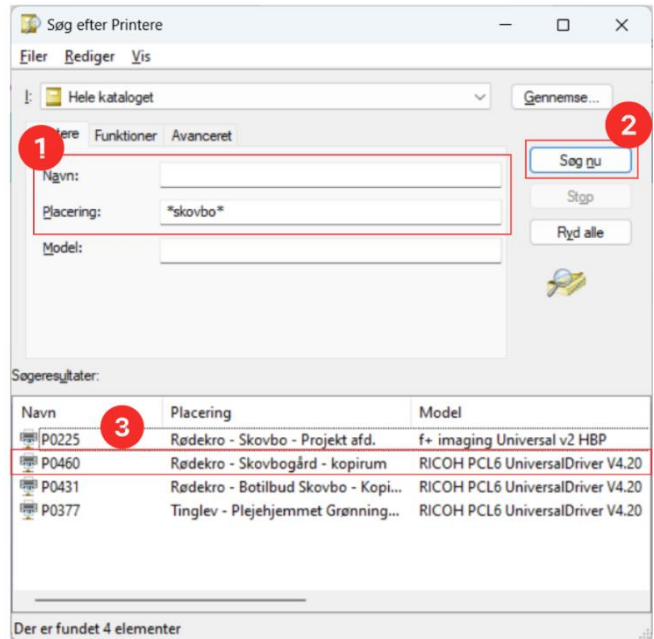 Søg efter Printere
Filer Rediger Vis
I: Hele kataloget Gennemse...
Funktioner Avanceret
1
2
Navn:
Søg nu
Placering: *skovbo*
Stop
Model:
Ryd alle
Søgeresultater:
Navn Placering Model
3
P0225 Rødekro - Skovbo - Projekt afd. f+ imaging Universal v2 HBP
P0460 Rødekro - Skovbogård - kopirum RICOH PCL6 UniversalDriver V4.20
P0431 Rødekro - Botilbud Skovbo - Kopi... RICOH PCL6 UniversalDriver V4.20
P0377 Tinglev - Plejehjemmet Grønning... RICOH PCL6 UniversalDriver V4.20
Der er fundet 4 elementer